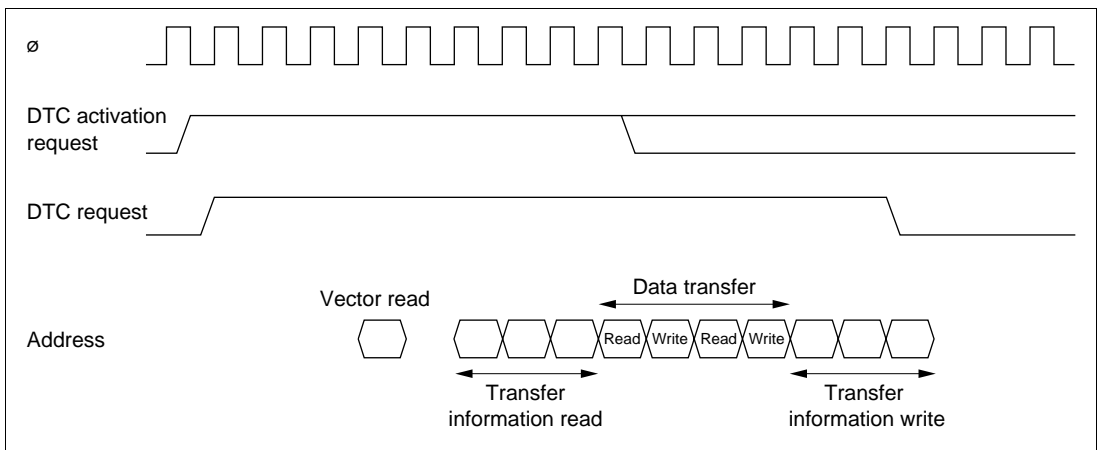 ø
DTC activation
request
DTC request
Data transfer
Vector read
Address
Read Write Read Write
Transfer
information read
Transfer
information write